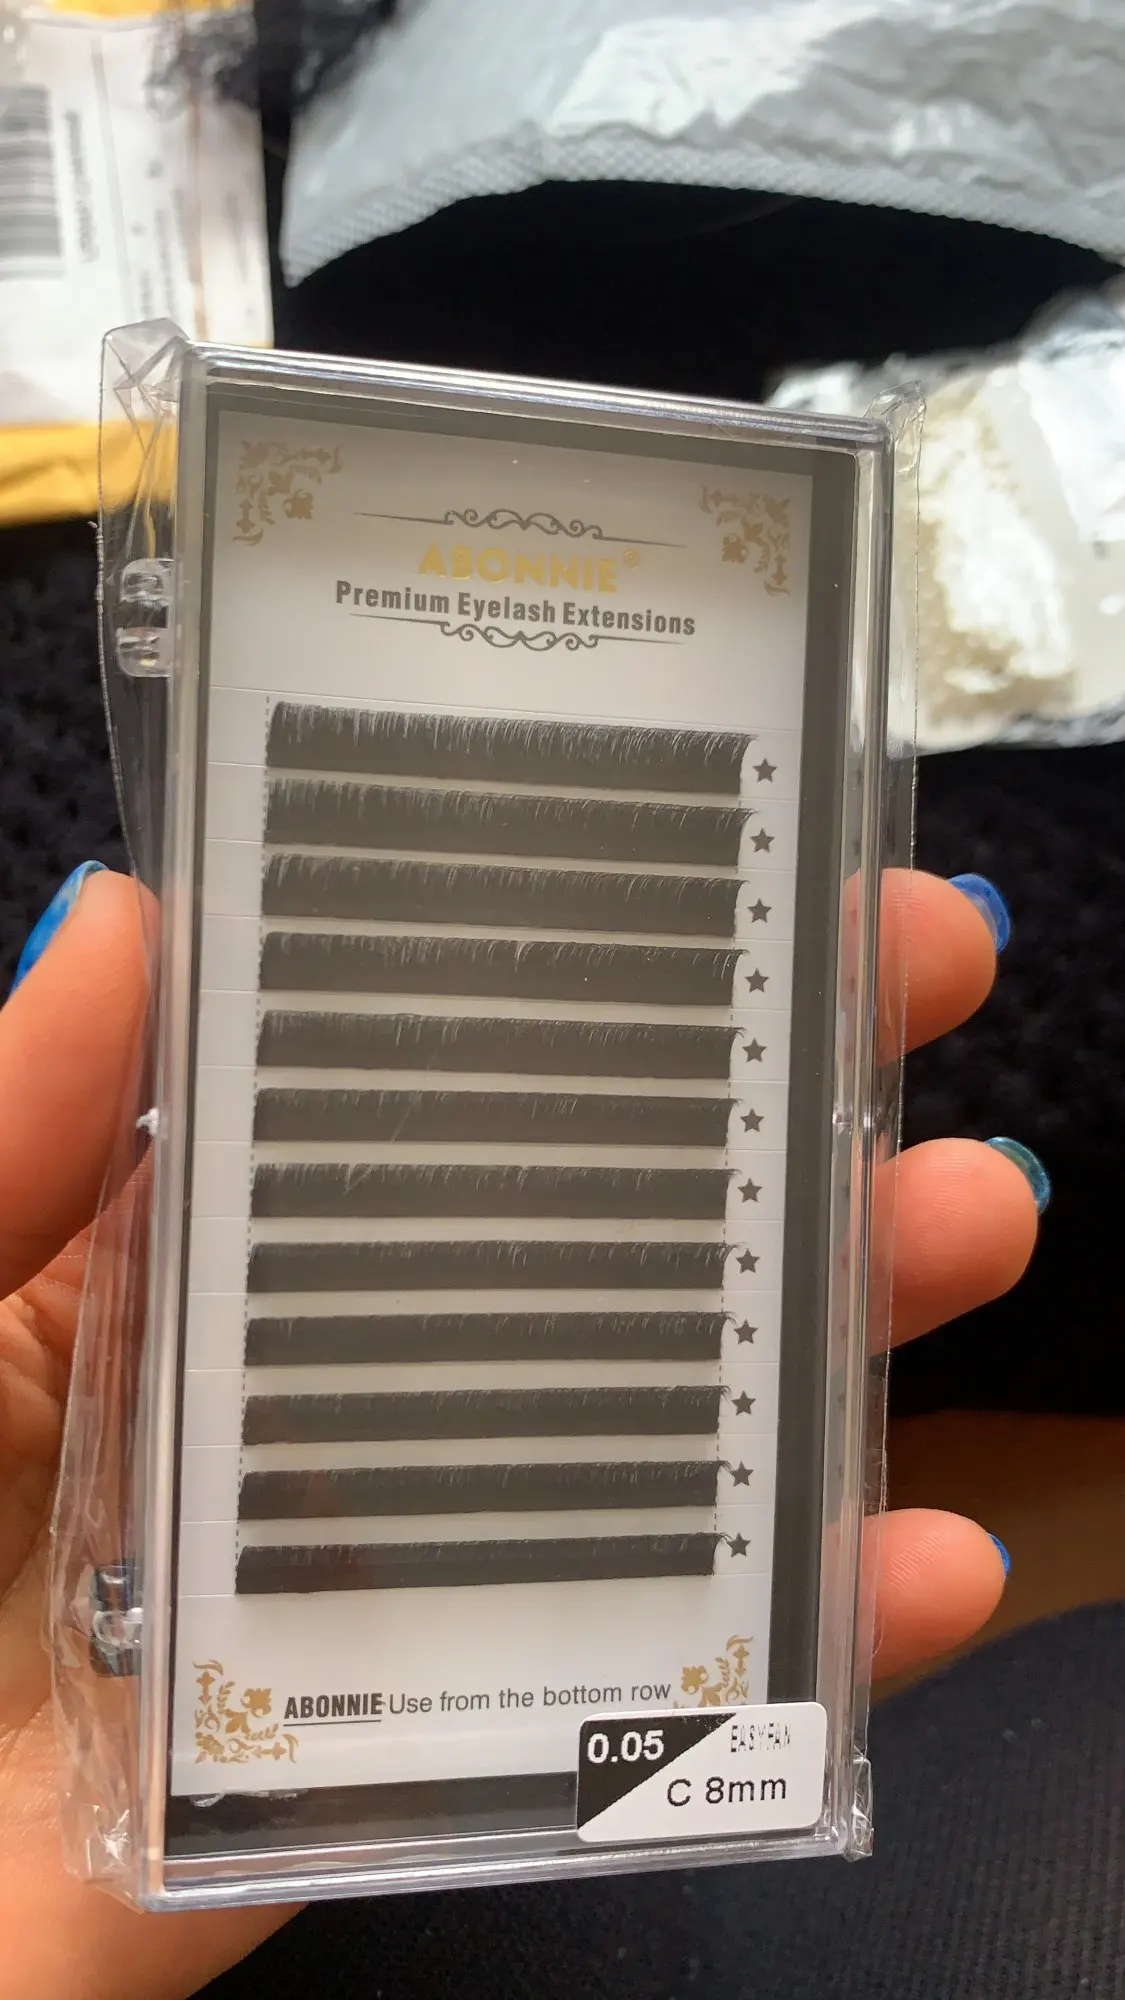 ABONNIE®
Premium Eyelash Extensions
ABONNIE Use from the bottom row
0.05
EASY FAN
C 8mm